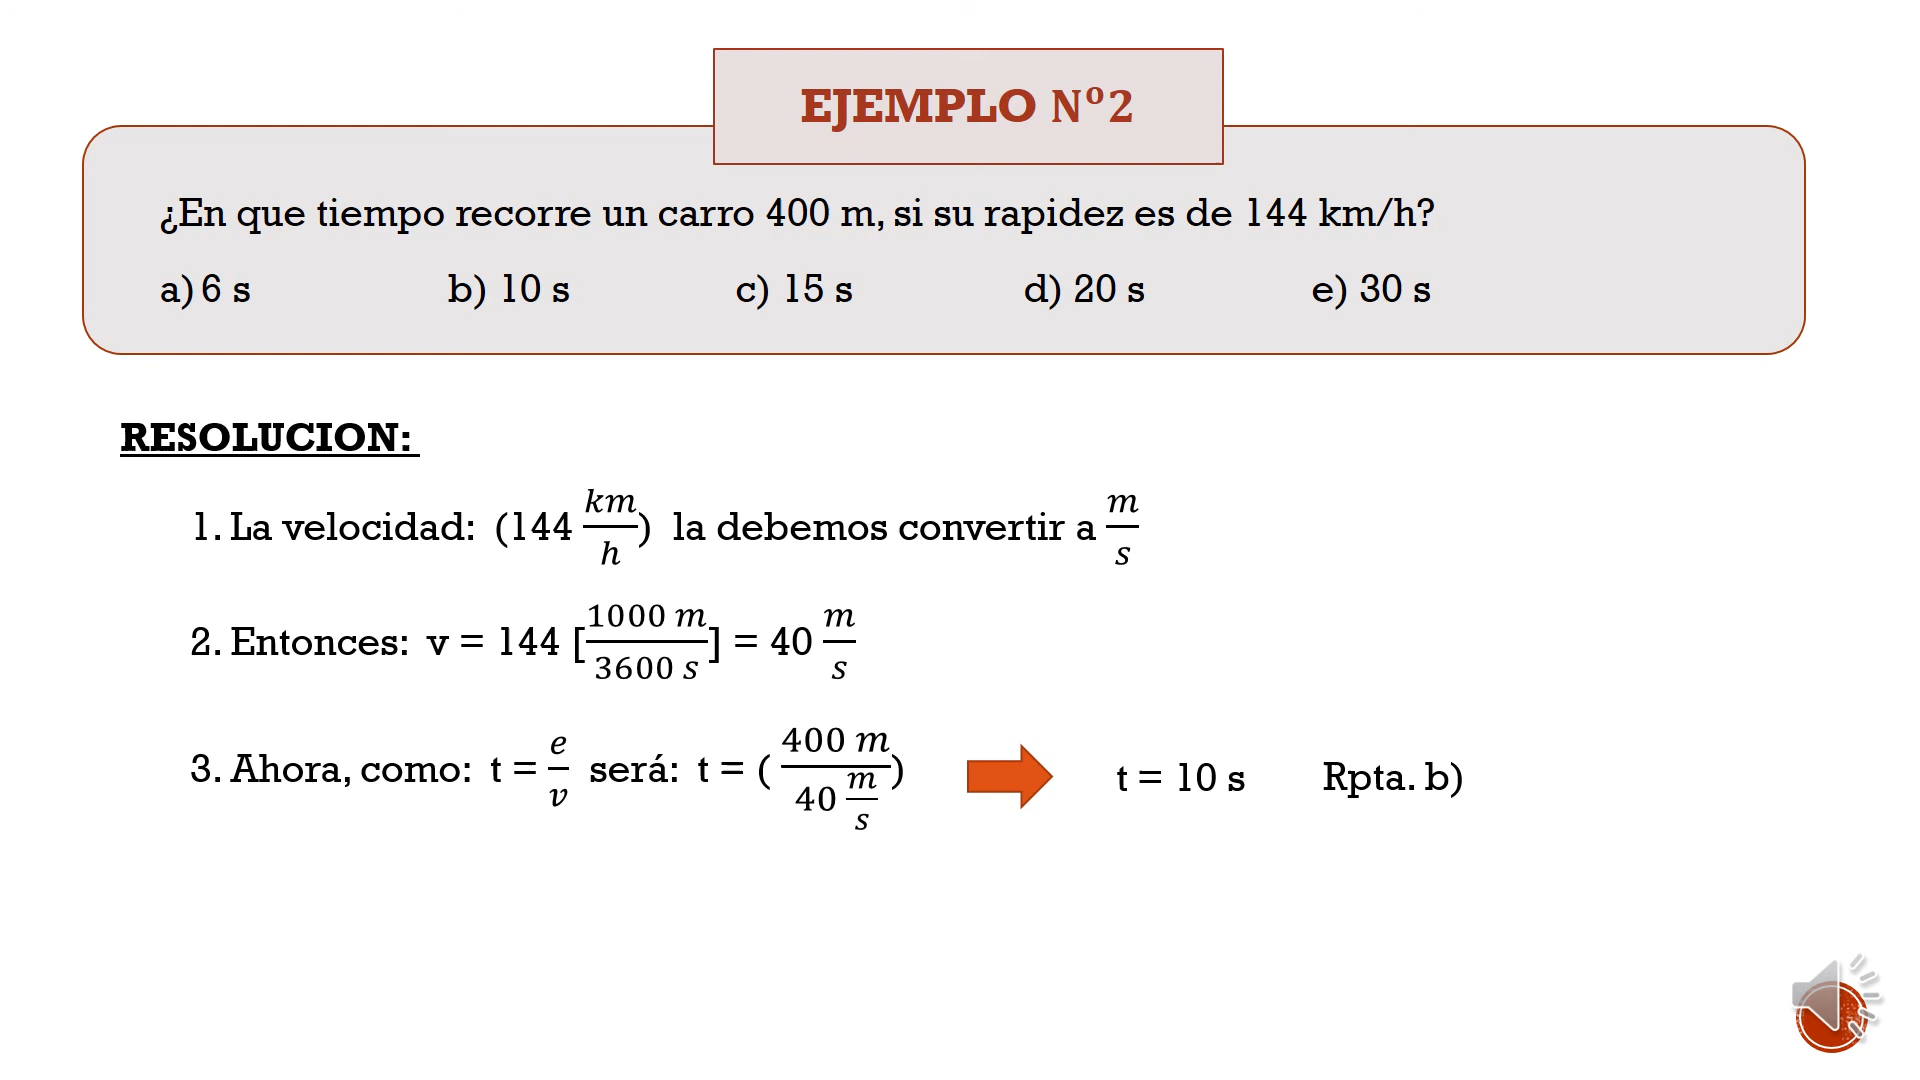 EJEMPLO Nº2
¿En que tiempo recorre un carro 400 m, si su rapidez es de 144 km/h?
a) 6 s b) 10 s c) 15 s d) 20 s e) 30 s
RESOLUCION:
1. La velocidad: (144 km/h) la debemos convertir a m/s
2. Entonces: v = 144 [1000 m/3600 s] = 40 m/s
3. Ahora, como: t = e/v será: t = (400 m/40 m/s) t = 10 s Rpta. b)